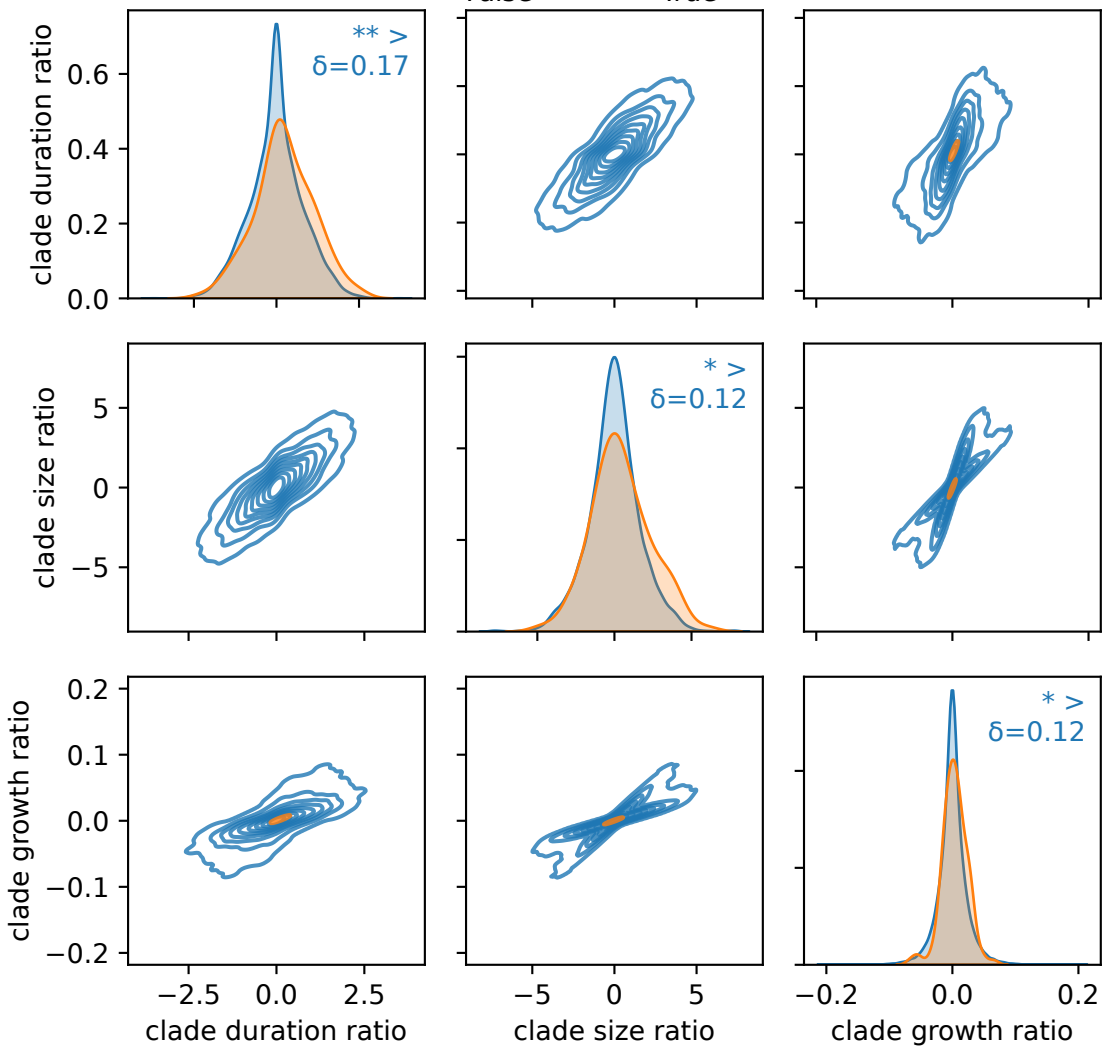 ** >
δ=0.17
clade duration ratio
0.6
0.4
0.2
0.0
* >
δ=0.12
clade size ratio
5
0
−5
* >
δ=0.12
clade growth ratio
0.2
0.1
0.0
−0.1
−0.2
−2.5 0.0 2.5
−5 0 5
−0.2 0.0 0.2
clade duration ratio
clade size ratio
clade growth ratio